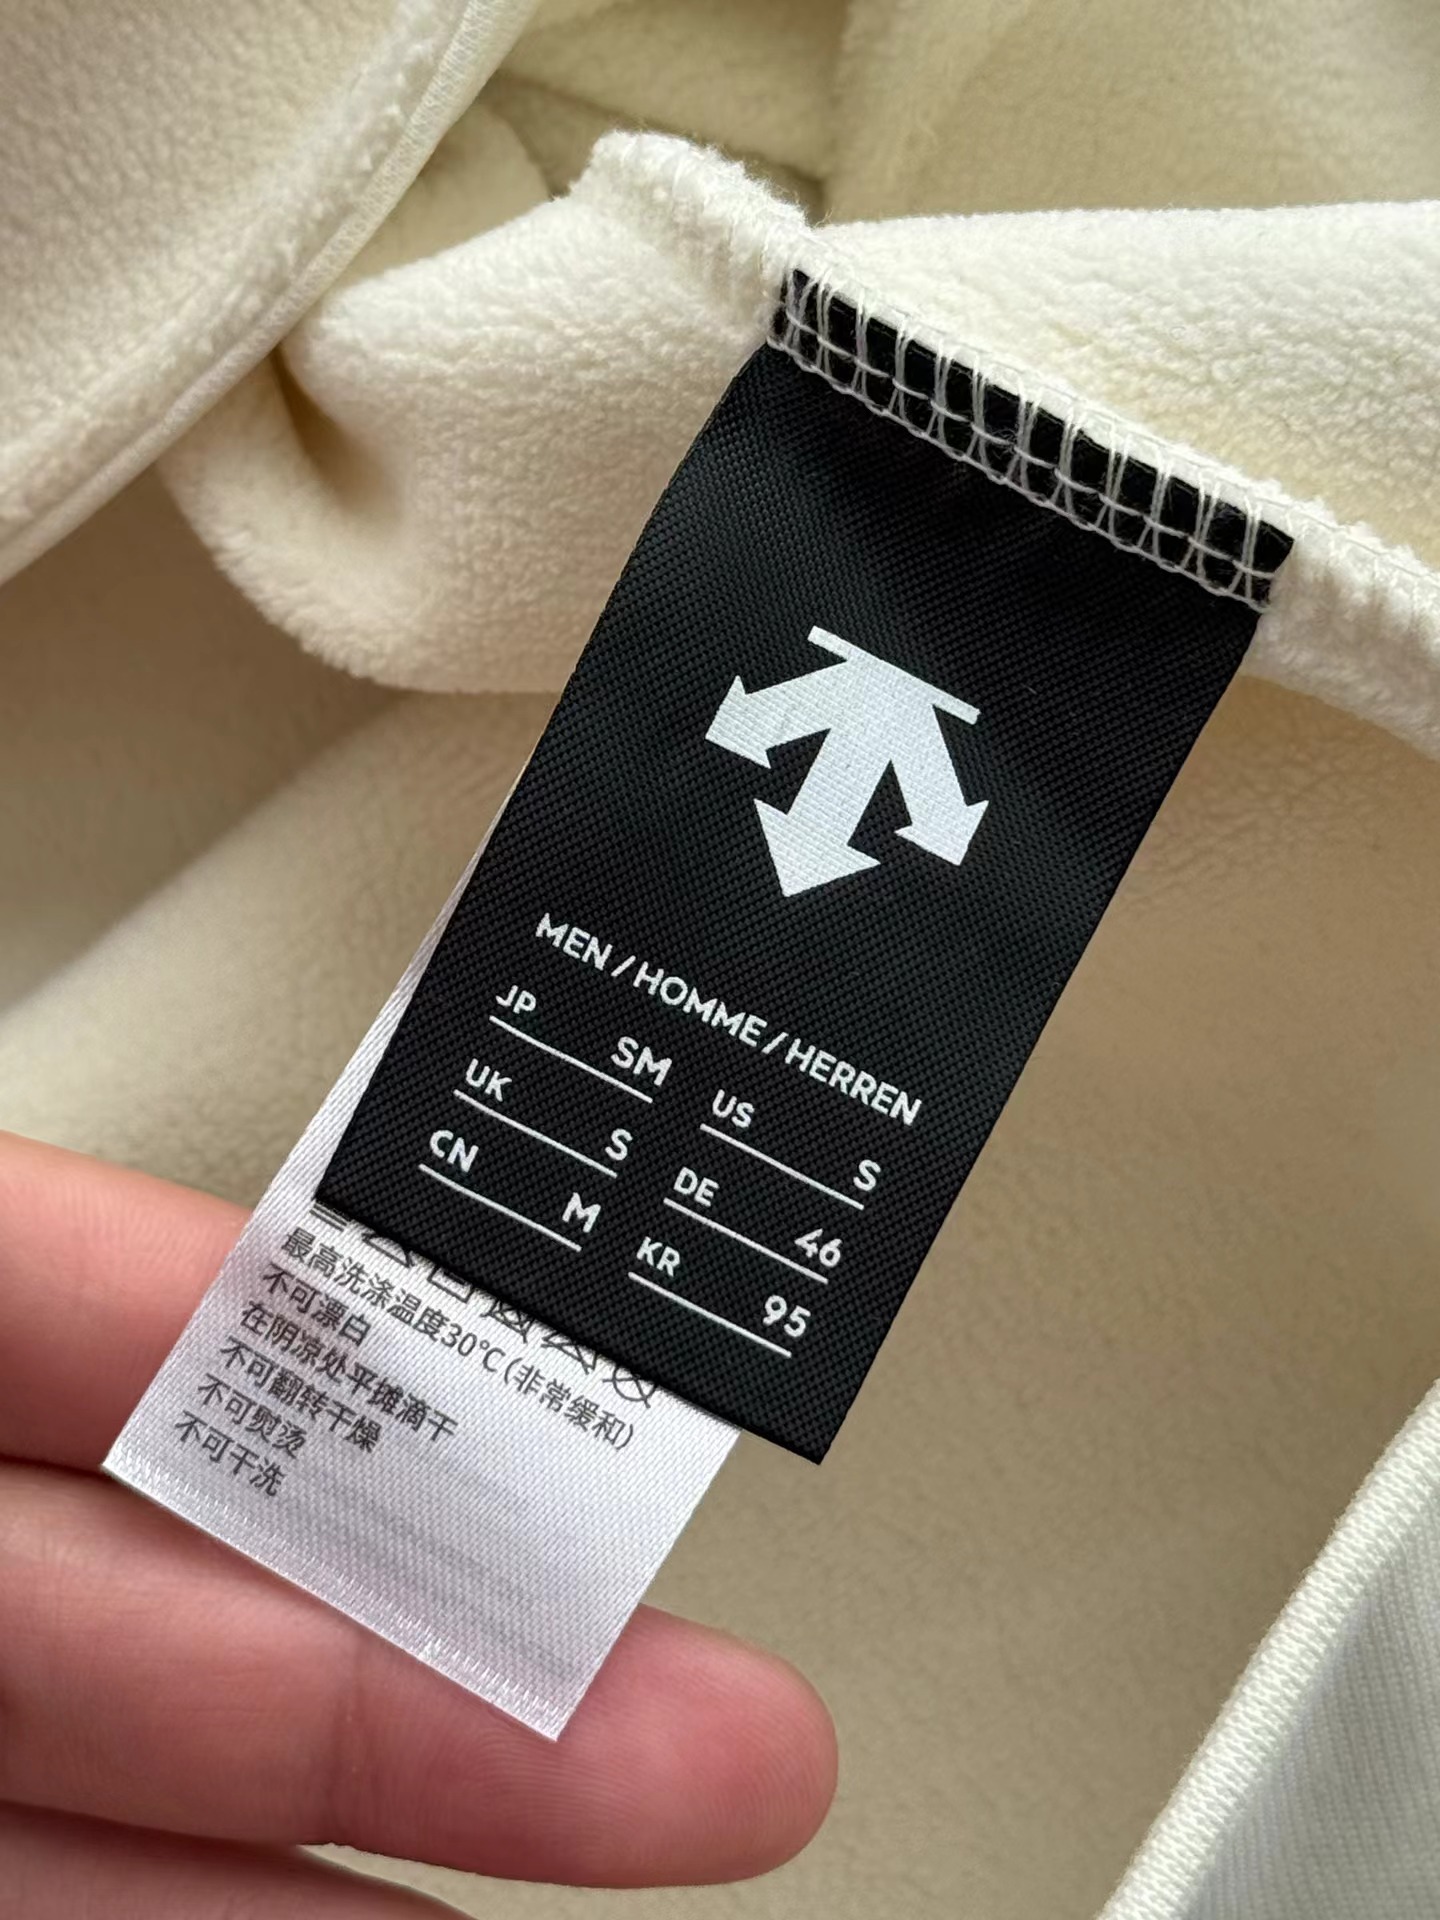 MEN/HOMME/HERREN
JP SM
US S
UK S
DE 46
CN M
KR 95
最高洗涤温度30℃(非常缓和)
不可漂白
在阴凉处平摊滴干
不可翻转干燥
不可熨烫
不可干洗